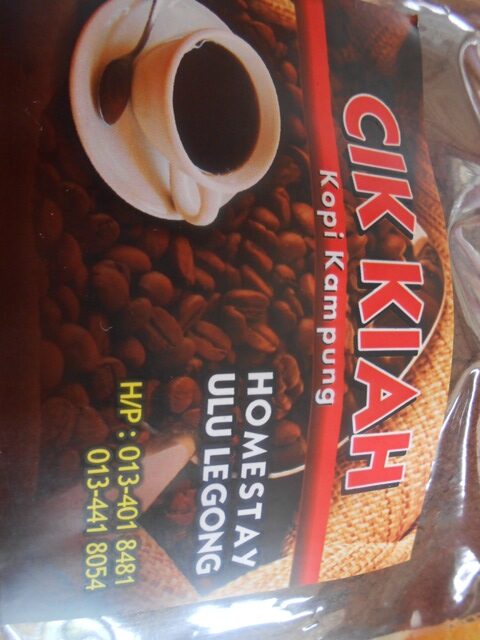 CIK KIAH
Kopi Kampung
HOMESTAY
ULU LEGONG
H/P : 013-401 8481
013-441 8054